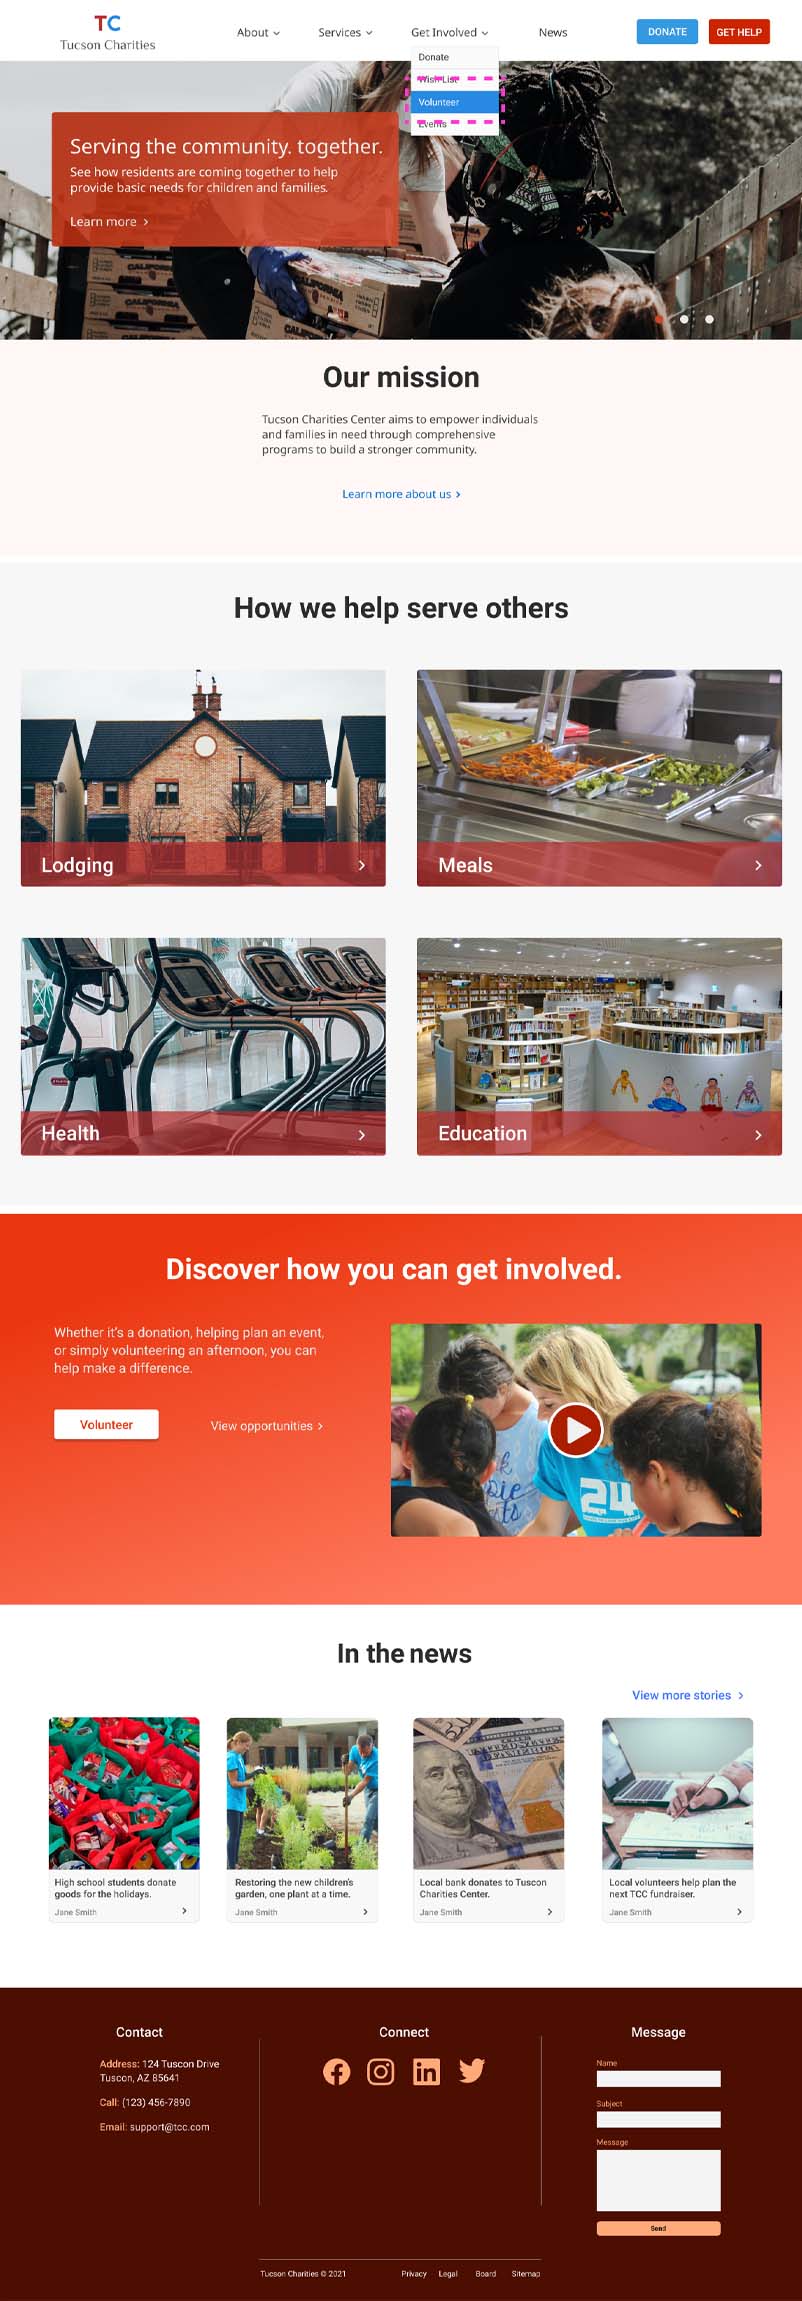 TC
Tucson Charities
About
Services
Get Involved
News
DONATE
GET HELP
Donate
Wish List
Volunteer
Events
Serving the community. together.
See how residents are coming together to help
provide basic needs for children and families.
Learn more
CALIFORNIA
CALIFORNIA
CALIFORNIA
Our mission
Tucson Charities Center aims to empower individuals
and families in need through comprehensive
programs to build a stronger community.
Learn more about us
How we help serve others
Lodging
Meals
Health
Education
Discover how you can get involved.
Whether it's a donation, helping plan an event,
or simply volunteering an afternoon, you can
help make a difference.
Volunteer
View opportunities
24
In the news
View more stories
High school students donate
goods for the holidays.
Jane Smith
Restoring the new children's
garden, one plant at a time.
Jane Smith
Local bank donates to Tuscon
Charities Center.
Jane Smith
Local volunteers help plan the
next TCC fundraiser.
Jane Smith
Contact
Address: 124 Tuscon Drive
Tuscon, AZ 85641
Call: (123) 456-7890
Email: support@tcc.com
Connect
Message
Name
Subject
Message
Send
Tucson Charities © 2021
Privacy
Legal
Board
Sitemap